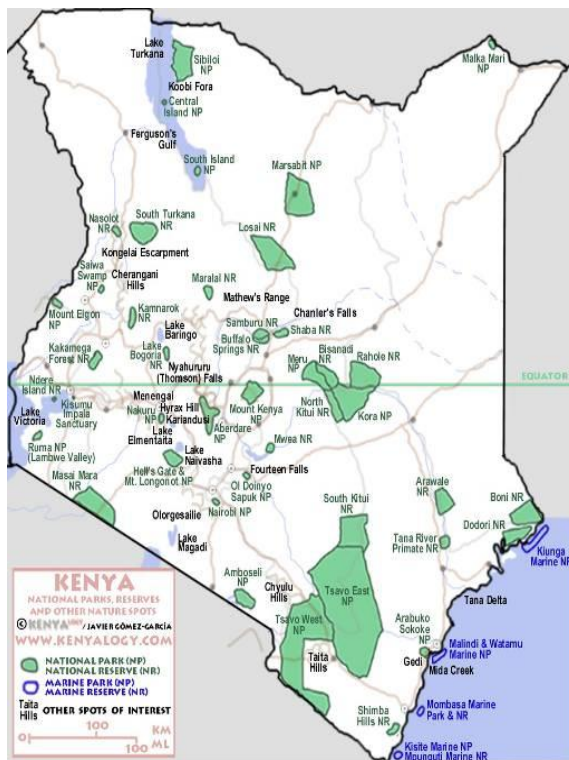 Lake
Turkana
Sibiloi
NP
Malka Mari
NP
Koobi Fora
Central
Island NP
Ferguson's
Gulf
South Island
NP
Marsabit NP
Nasolot
NR
South Turkana
NR
Losai NR
Kongelai Escarpment
Saiwa
Swamp
NP
Cherangani
Hills
Maralal NR
Mathew's Range
Mount Elgon
NP
Kamnarok
NR
Lake
Baringo
Chanler's Falls
Samburu NR
Shaba NR
Buffalo
Springs NR
Kakamega
Forest NR
Lake
Bogoria
NR
Nyahururu
(Thomson) Falls
Meru
NP
Bisanadi
NR
Rahole NR
EQUATOR
Ndere
Island NR
Kisumu
Impala
Sanctuary
Menengai
Hyrax Hill
Nakuru
NP
Kariandusi
Aberdare
NP
Mount Kenya
NP
North
Kitui NR
Kora NP
Lake
Victoria
Lake
Elmentaita
Ruma NP
(Lambwe Valley)
Lake
Naivasha
Mwea NR
Masai Mara
NR
Hell's Gate &
Mt. Longonot NP
Fourteen Falls
Ol Doinyo
Sapuk NP
South Kitui
NR
Arawale
NR
Boni NR
Dodori NR
Olorgesailie
Nairobi NP
Tana River
Primate NR
Kiunga
Marine NR
Lake
Magadi
Amboseli
NP
Chyulu
Hills
Tsavo East NP
Tana Delta
Tsavo West NP
Arabuko
Sokoke
NP
Malindi & Watamu
Marine NP
Taita
Hills
Gedi
Mida Creek
Mombasa Marine
Park & NR
Shimba
Hills NR
Kisite Marine NP
Mpunguti Marine NR
KENYA
NATIONAL PARKS, RESERVES
AND OTHER NATURE SPOTS
© KENYALOGY / JAVIER GÓMEZ-GARCÍA
WWW.KENYALOGY.COM
NATIONAL PARK (NP)
NATIONAL RESERVE (NR)
MARINE PARK (NP)
MARINE RESERVE (NR)
Taita
Hills
OTHER SPOTS OF INTEREST
0 100 KM
100 ML